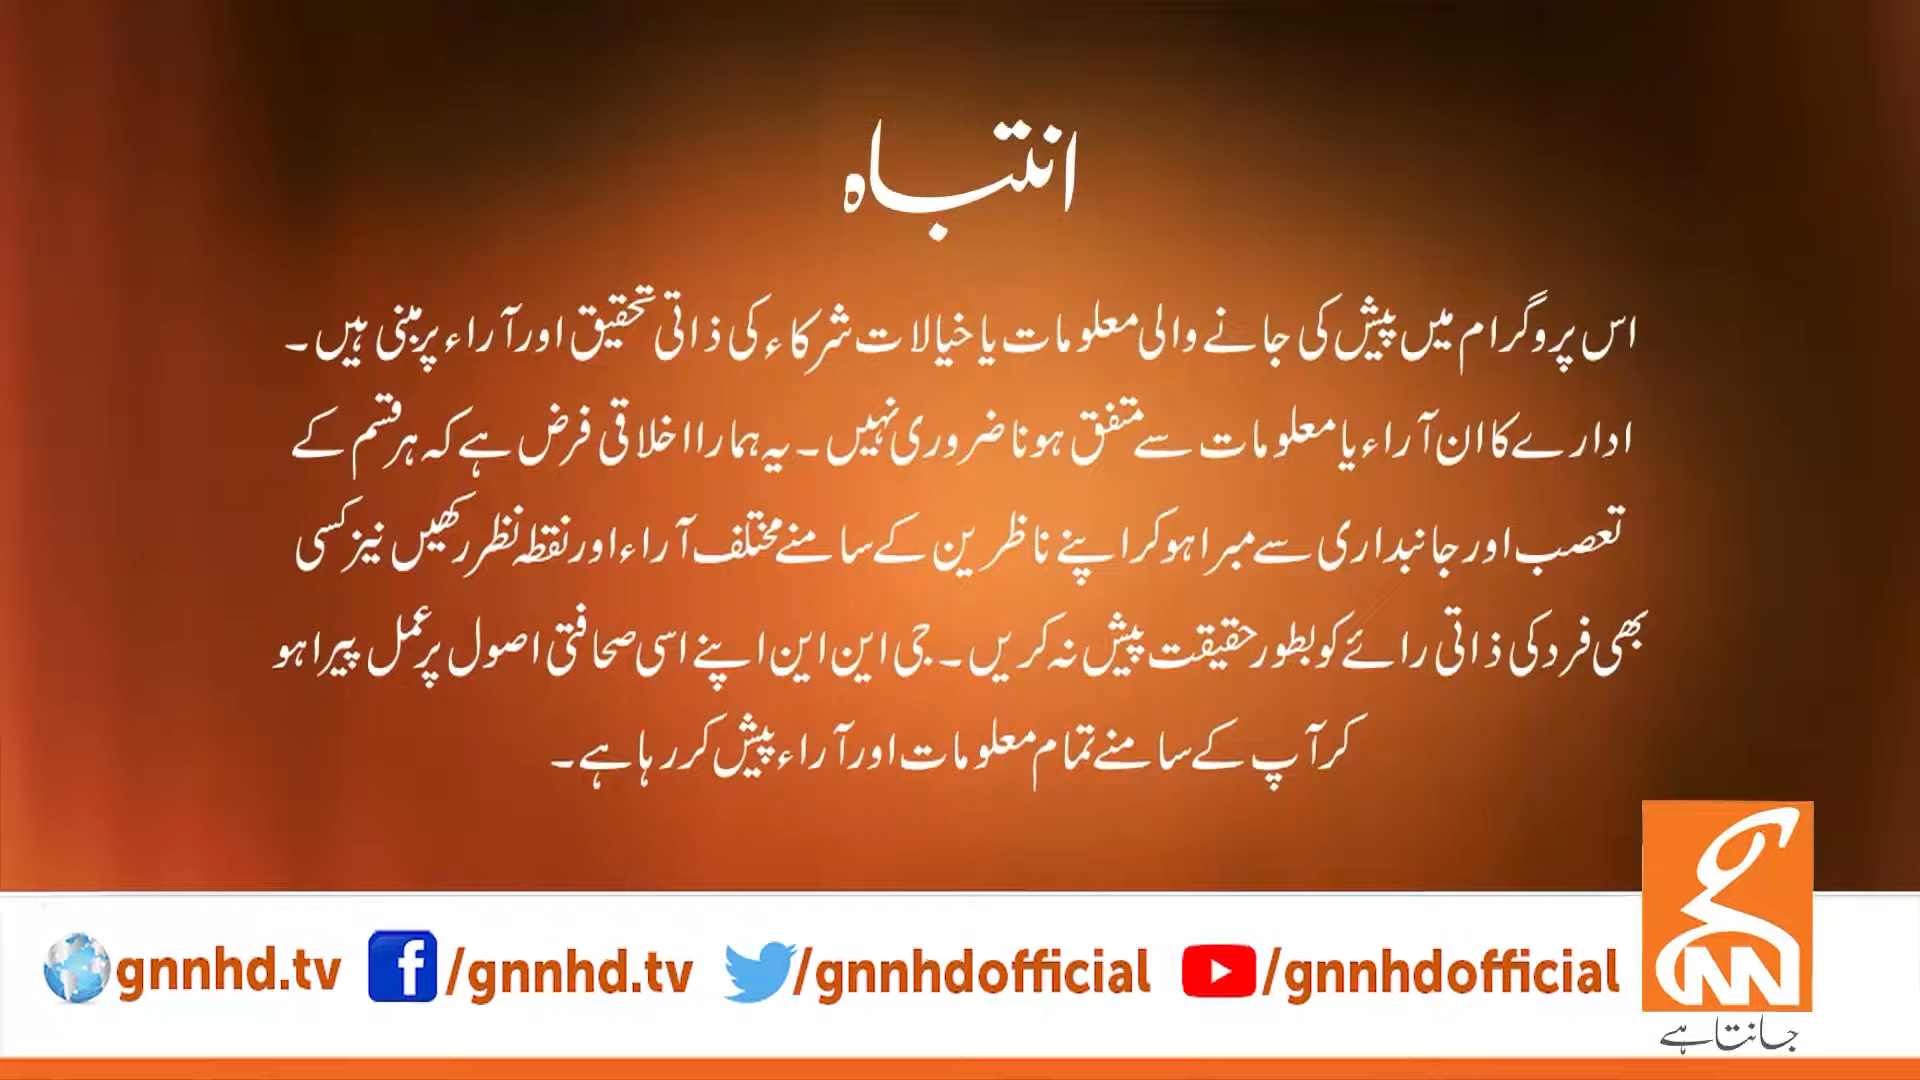 انتباہ
اس پروگرام میں پیش کی جانے والی معلومات یا خیالات شرکاء کی ذاتی تحقیق اور آراء پر مبنی ہیں۔
ادارے کا ان آراء یا معلومات سے متفق ہونا ضروری نہیں۔ یہ ہمارا اخلاقی فرض ہے کہ ہر قسم کے
تعصب اور جانبداری سے مبرا ہو کر اپنے ناظرین کے سامنے مختلف آراء اور نقطہ نظر رکھیں نیز کسی
بھی فرد کی ذاتی رائے کو بطور حقیقت پیش نہ کریں۔ جی این این اپنے اسی صحافتی اصول پر عمل پیرا ہو
کر آپ کے سامنے تمام معلومات اور آراء پیش کر رہا ہے۔
gnnhd.tv /gnnhd.tv /gnnhdofficial /gnnhdofficial
GNN
جانتا ہے